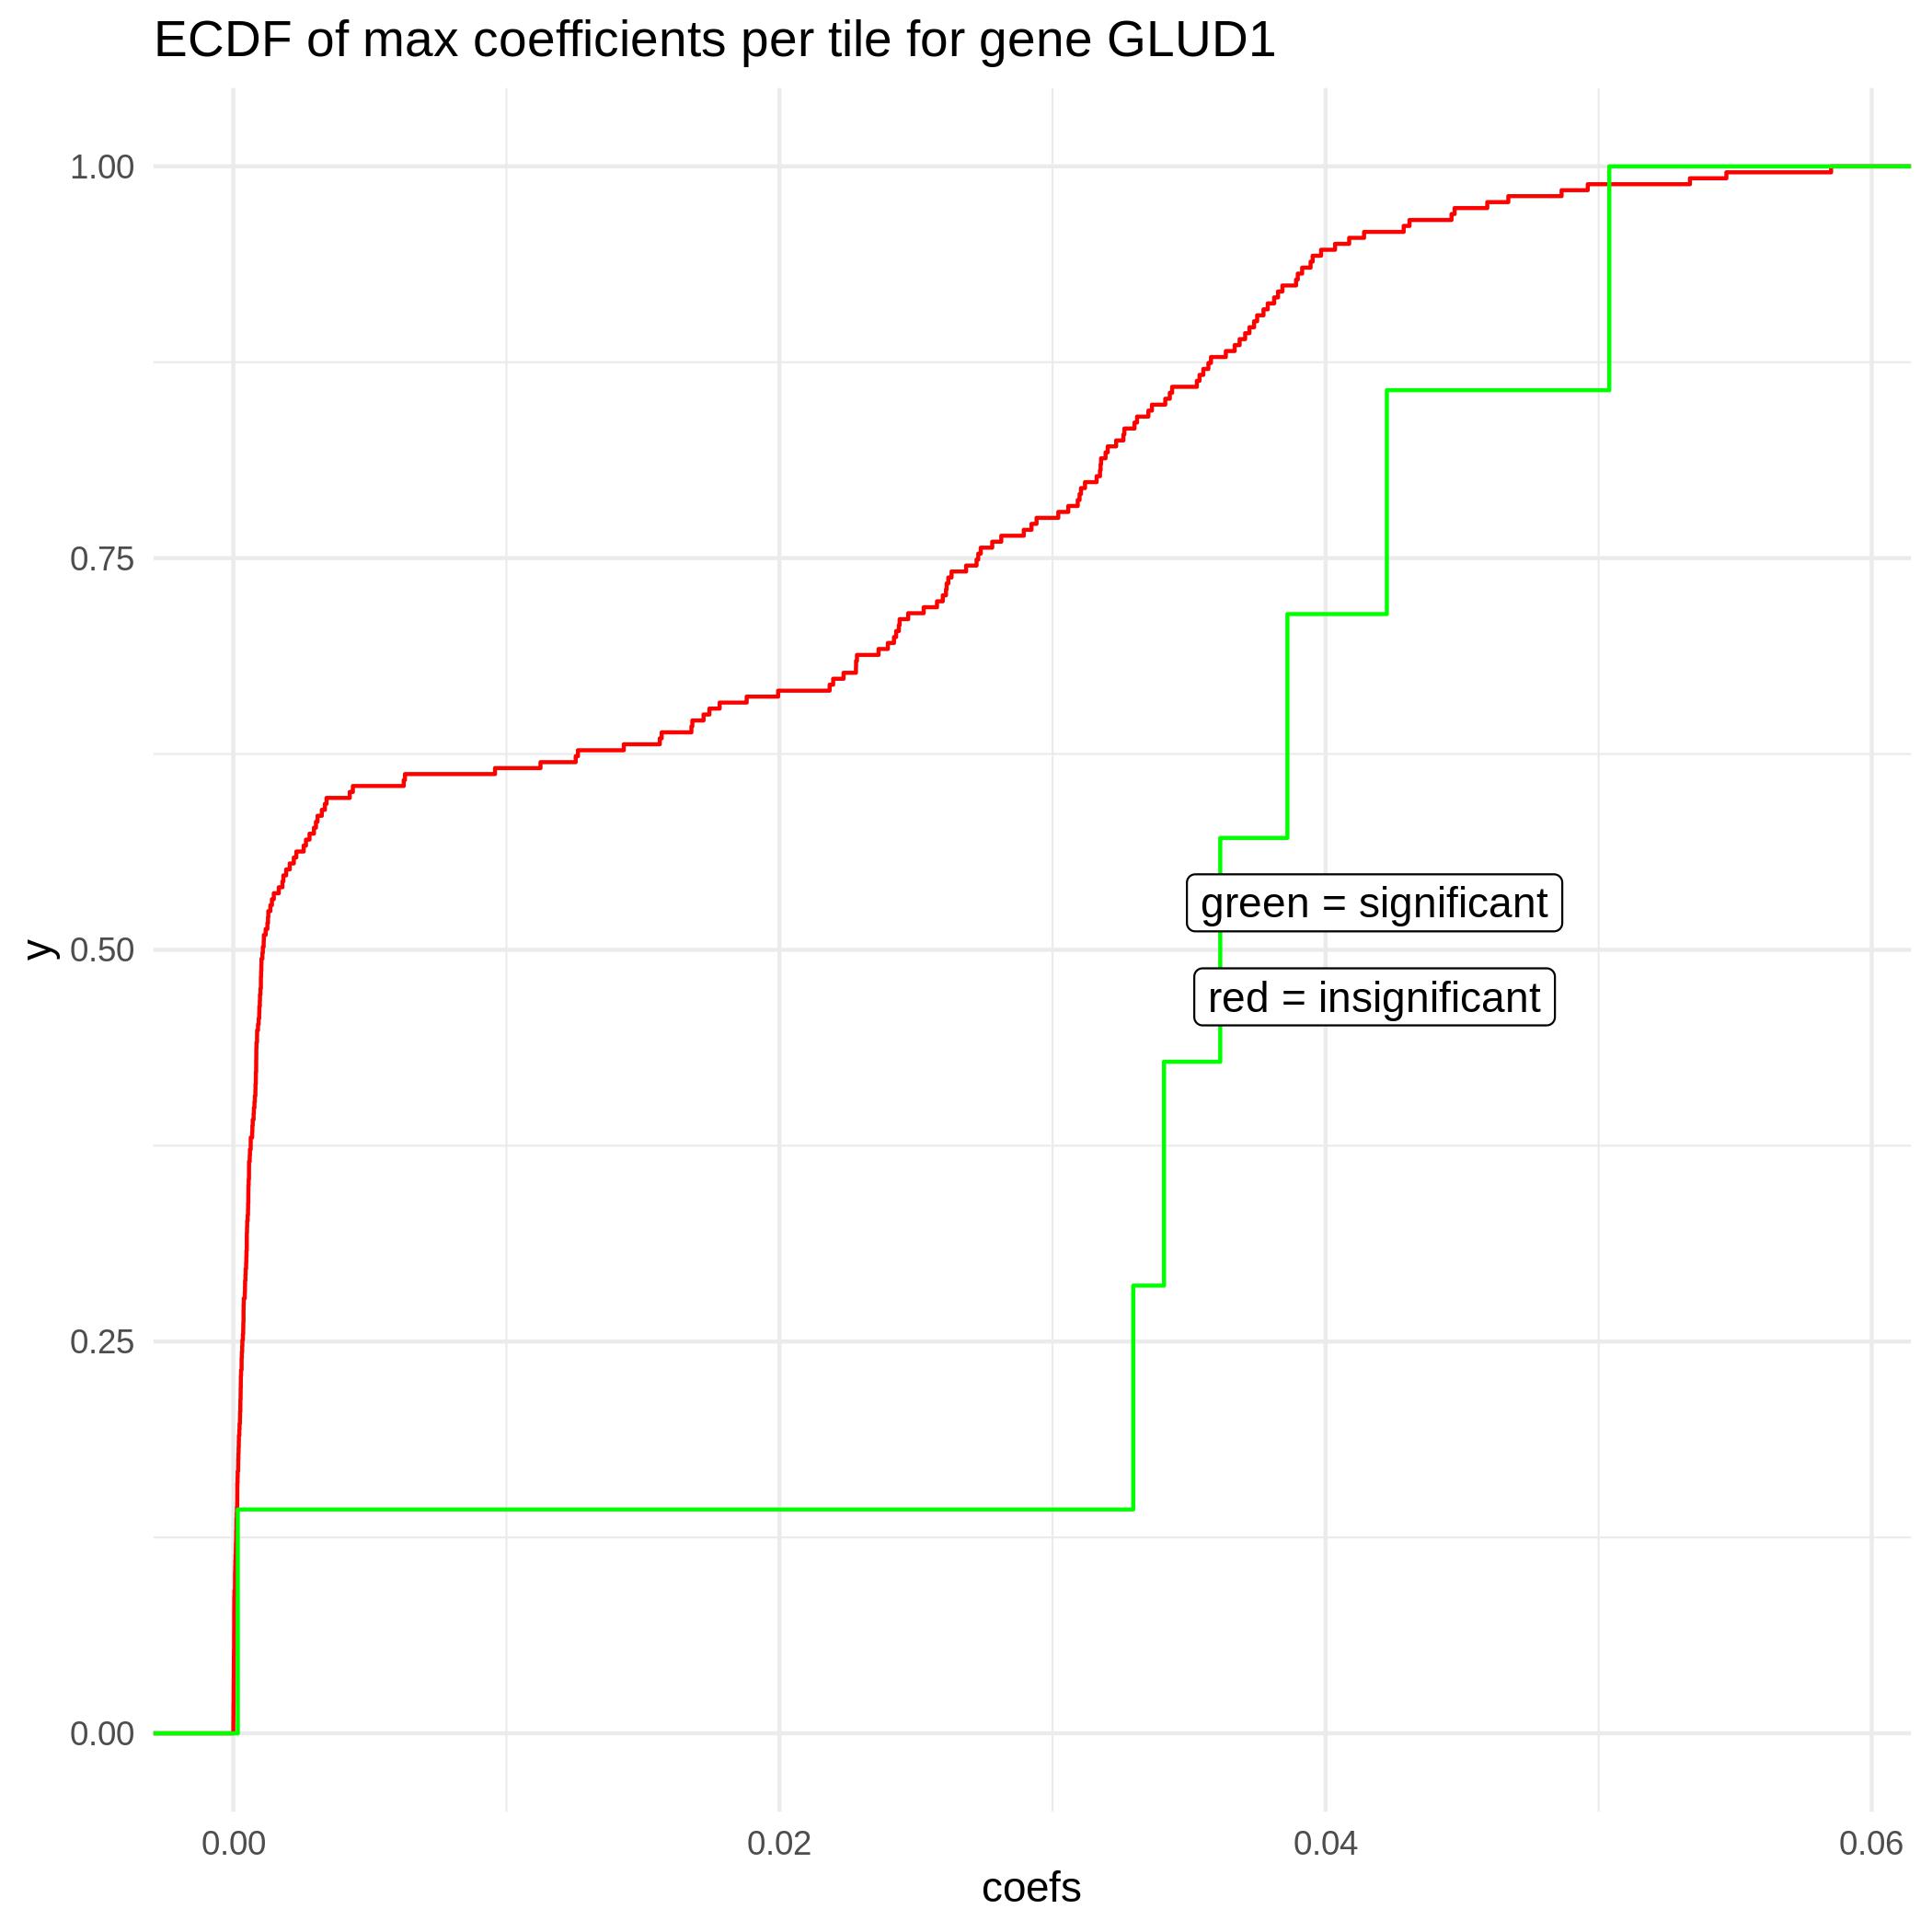 ECDF of max coefficients per tile for gene GLUD1
1.00
0.75
0.50
0.25
0.00
y
green = significant
red = insignificant
0.00
0.02
0.04
0.06
coefs